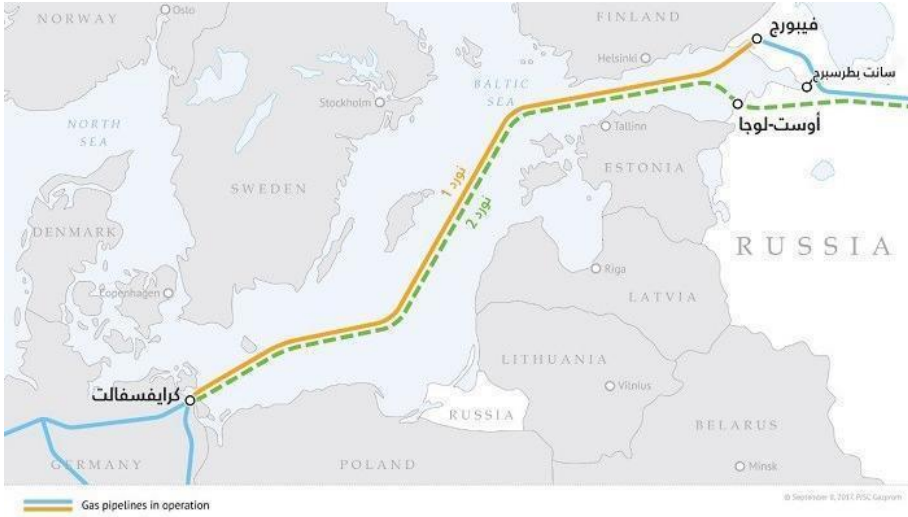 NORWAY
Oslo
FINLAND
فيبورج
Helsinki
سانت بطرسبرج
BALTIC
SEA
Stockholm
NORTH
SEA
أوست-لوجا
Tallinn
ESTONIA
SWEDEN
نورد 1
نورد 2
DENMARK
RUSSIA
Riga
Copenhagen
LATVIA
LITHUANIA
Vilnius
كرايفسفالت
RUSSIA
BELARUS
GERMANY
POLAND
Minsk
Gas pipelines in operation
© September 8, 2017, PJSC Gazprom